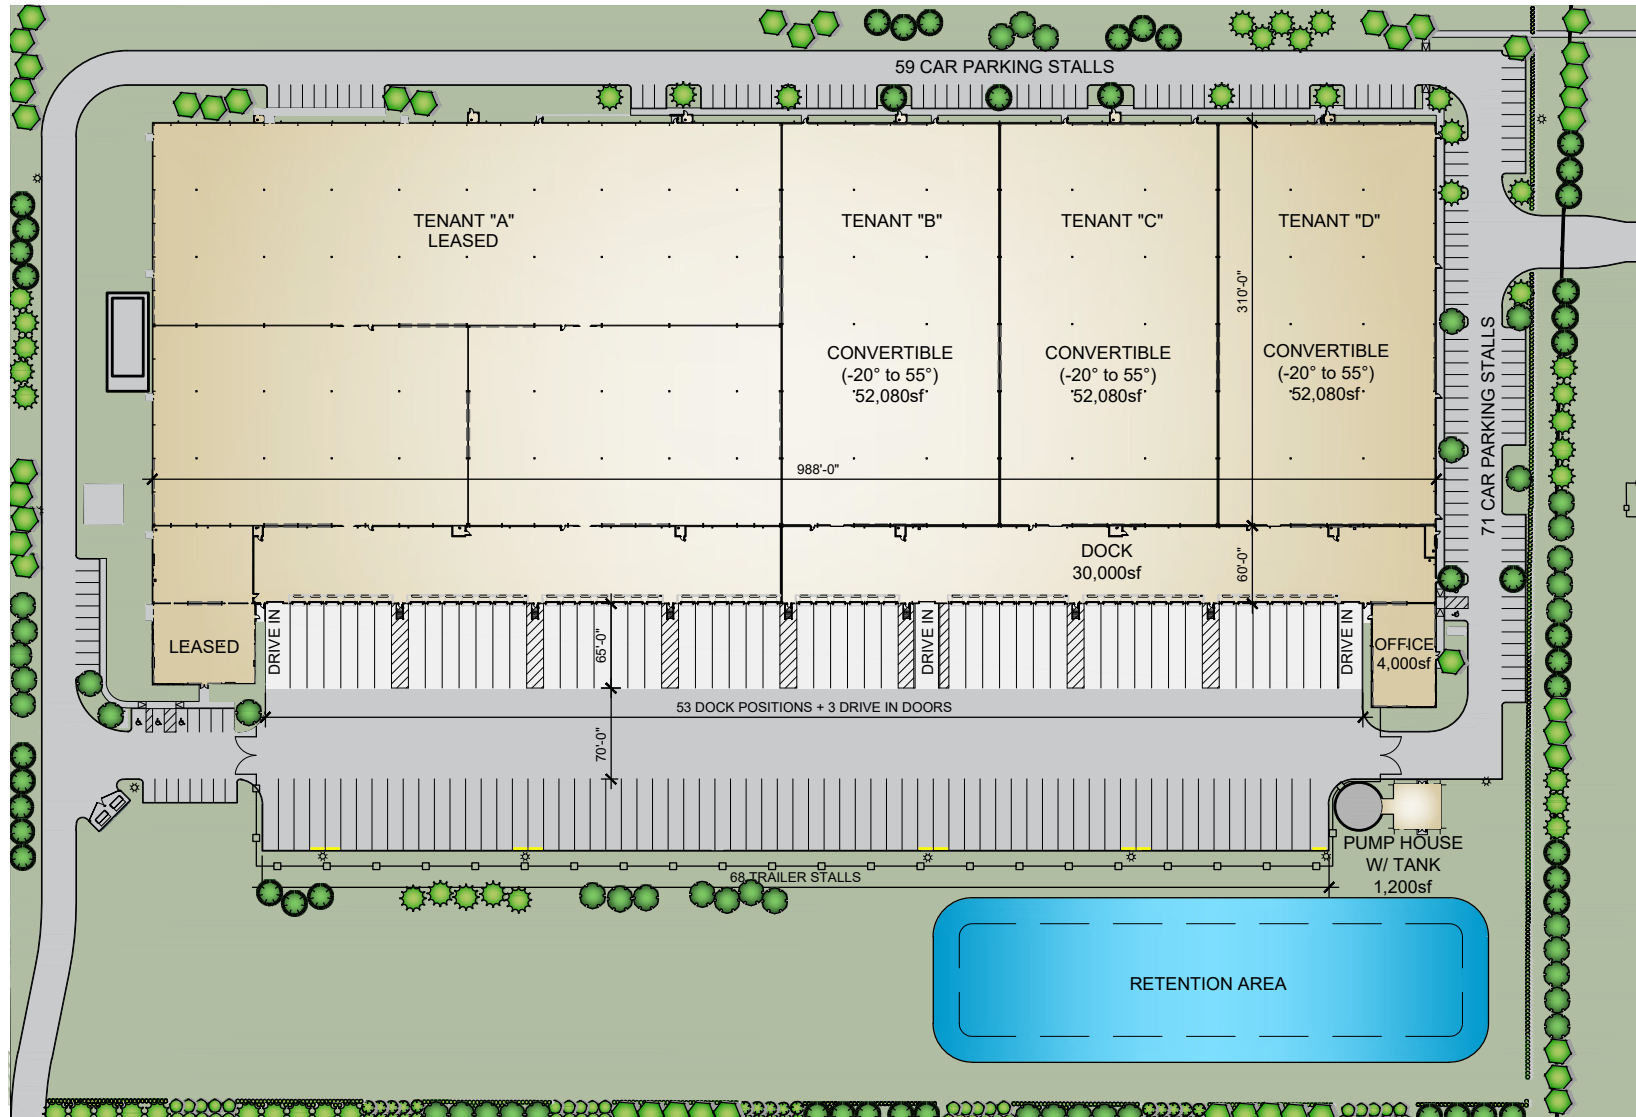 59 CAR PARKING STALLS
TENANT "A"
LEASED
TENANT "B"
TENANT "C"
TENANT "D"
310'-0"
CONVERTIBLE
(-20° to 55°)
52,080sf
CONVERTIBLE
(-20° to 55°)
52,080sf
CONVERTIBLE
(-20° to 55°)
52,080sf
71 CAR PARKING STALLS
988'-0"
DOCK
30,000sf
60'-0"
LEASED
DRIVE IN
65'-0"
DRIVE IN
DRIVE IN
OFFICE
4,000sf
53 DOCK POSITIONS + 3 DRIVE IN DOORS
70'-0"
PUMP HOUSE
W/ TANK
1,200sf
68 TRAILER STALLS
RETENTION AREA